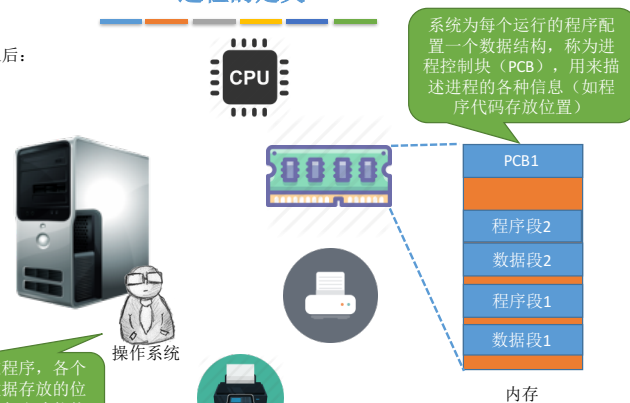 后：
CPU
系统为每个运行的程序配
置一个数据结构，称为进
程控制块（PCB），用来描
述进程的各种信息（如程
序代码存放位置）
PCB1
程序段2
数据段2
程序段1
数据段1
内存
操作系统
程序，各个
据存放的位